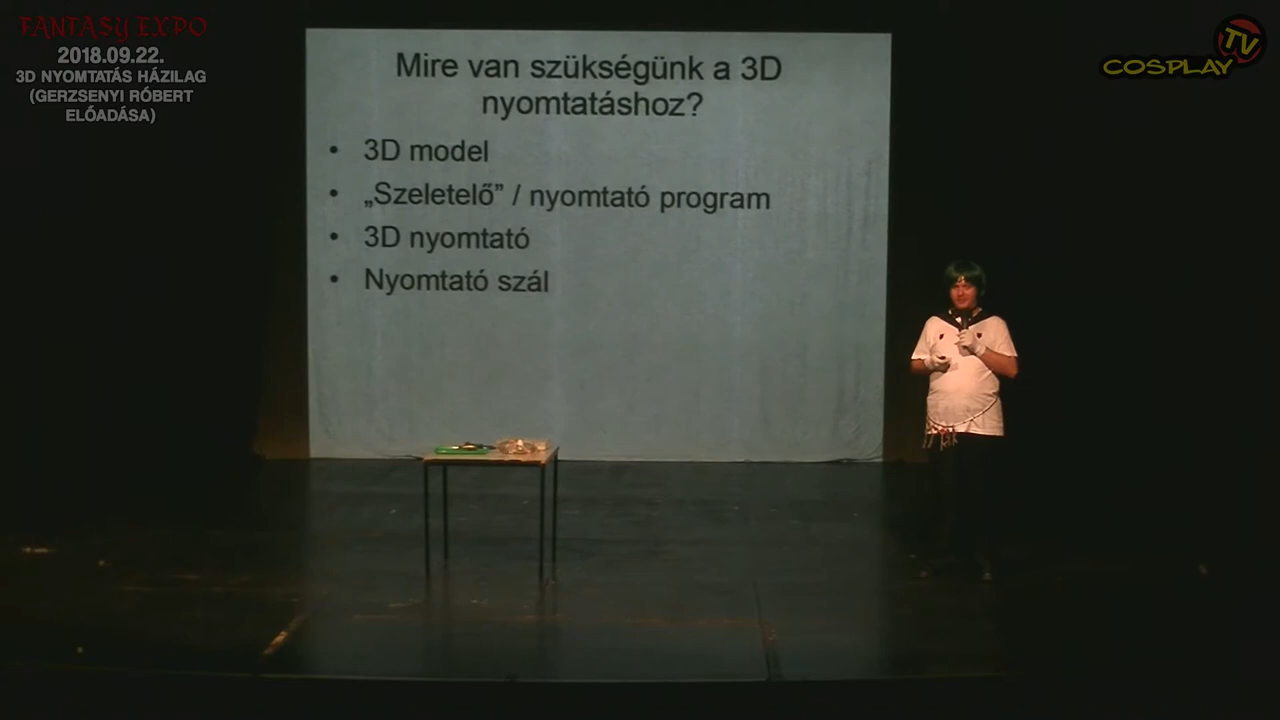 FANTASY EXPO
2018.09.22.
3D NYOMTATÁS HÁZILAG
(GERZSENYI RÓBERT
ELŐADÁSA)
COSPLAY TV
Mire van szükségünk a 3D
nyomtatáshoz?
• 3D model
• „Szeletelő” / nyomtató program
• 3D nyomtató
• Nyomtató szál